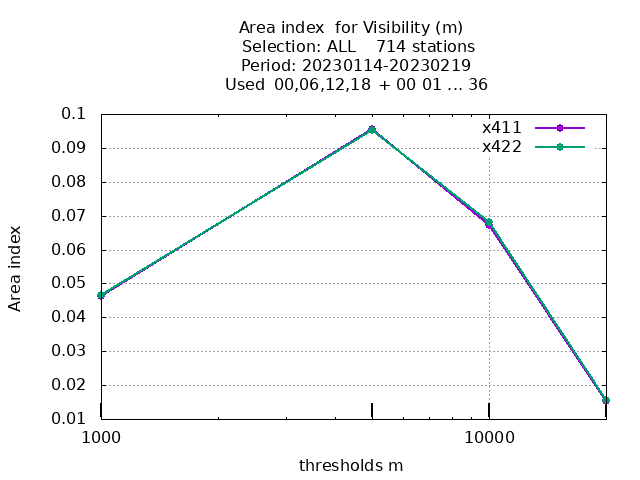 Area index  for Visibility (m)
Selection: ALL    714 stations
Period: 20230114-20230219
Used  00,06,12,18  + 00 01 ... 36
x411
x422
0.1
0.09
0.08
0.07
0.06
0.05
0.04
0.03
0.02
0.01
Area index
1000
10000
thresholds m